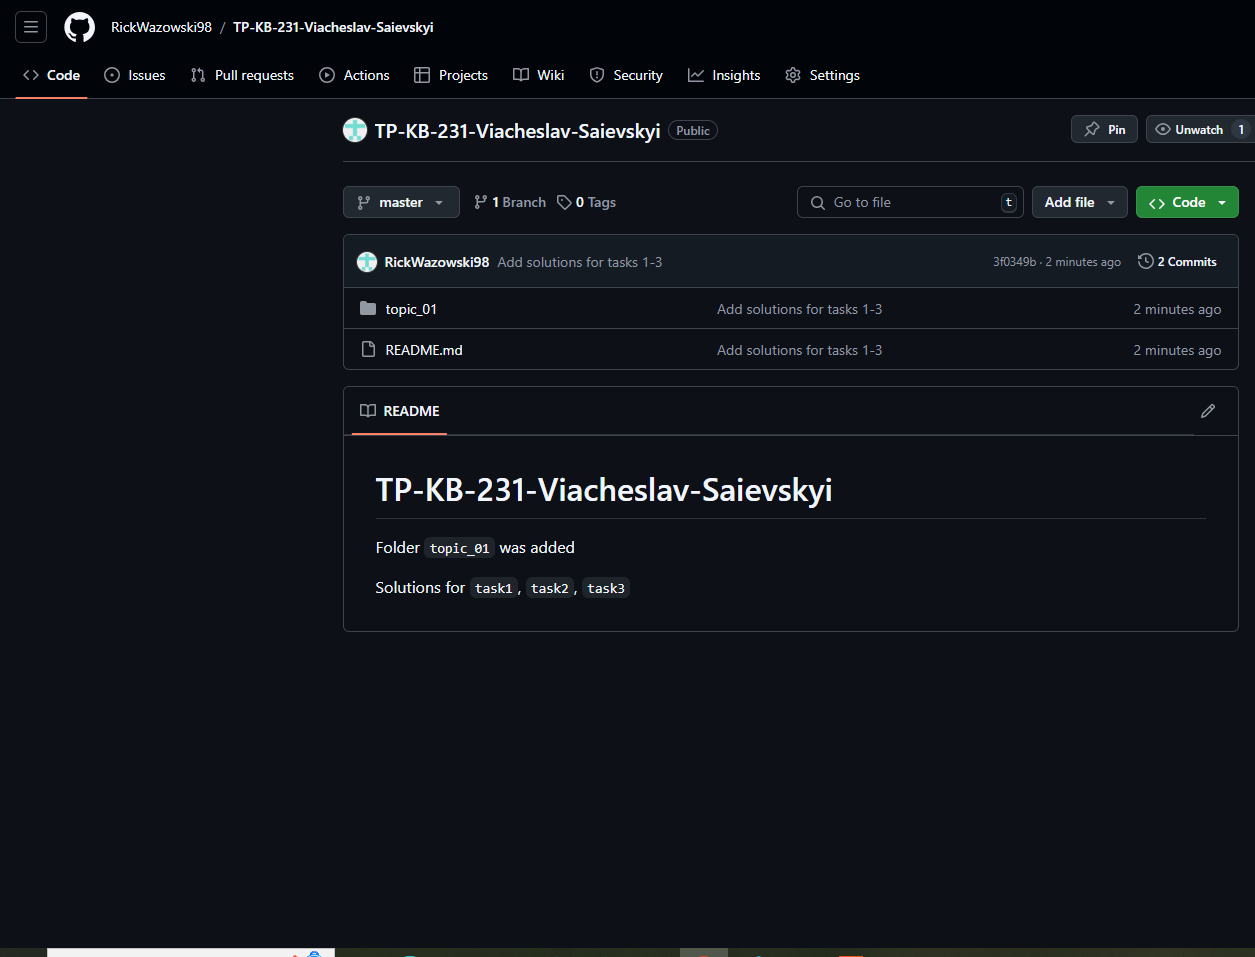 RickWazowski98 / TP-KB-231-Viacheslav-Saievskyi
Code Issues Pull requests Actions Projects Wiki Security Insights Settings
TP-KB-231-Viacheslav-Saievskyi Public Pin Unwatch 1
master 1 Branch 0 Tags Go to file t Add file Code
RickWazowski98 Add solutions for tasks 1-3 3f0349b · 2 minutes ago 2 Commits
topic_01 Add solutions for tasks 1-3 2 minutes ago
README.md Add solutions for tasks 1-3 2 minutes ago
README
TP-KB-231-Viacheslav-Saievskyi
Folder topic_01 was added
Solutions for task1, task2, task3